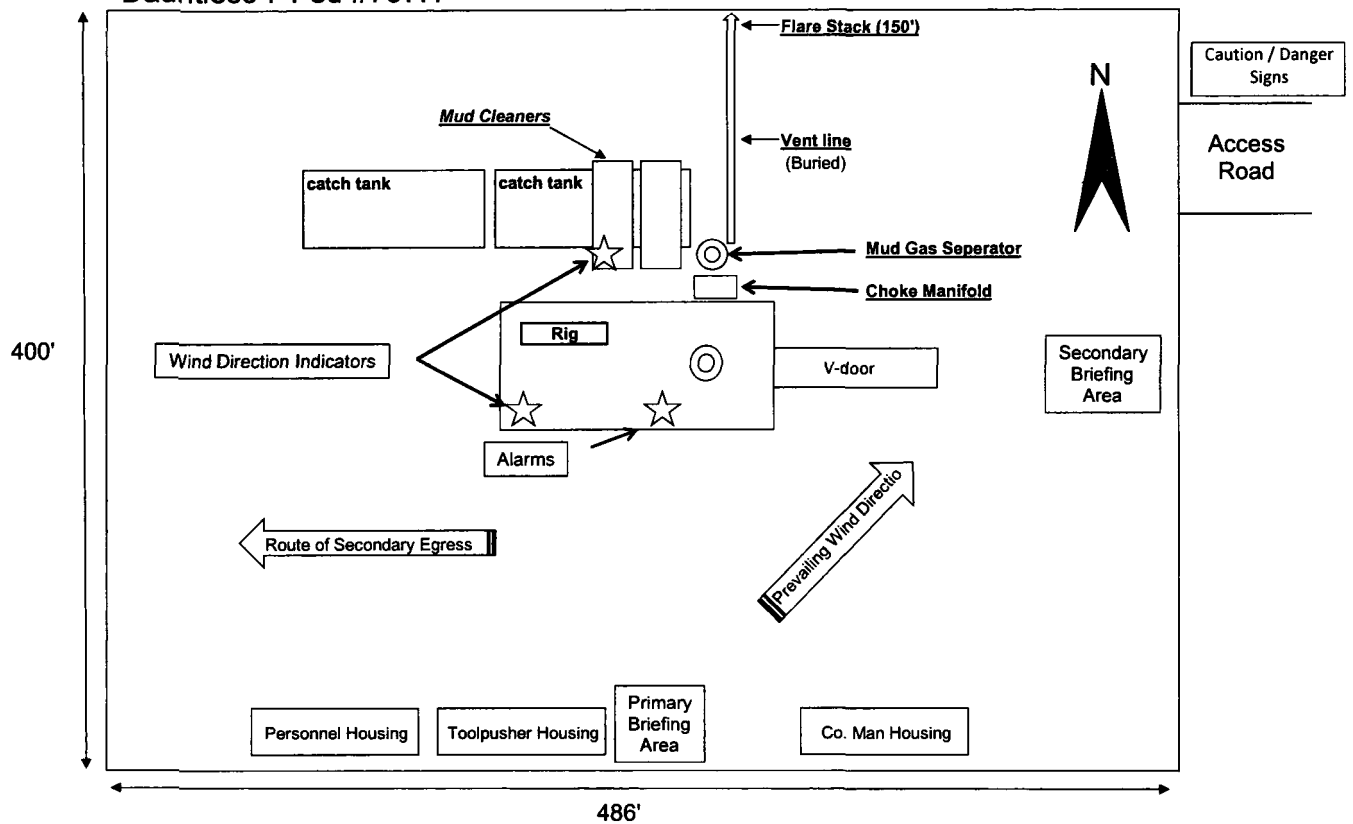 Flare Stack (150')
Caution / Danger
Signs
N
Mud Cleaners
Vent line
(Buried)
Access
Road
catch tank
catch tank
Mud Gas Seperator
Choke Manifold
400'
Rig
Wind Direction Indicators
V-door
Secondary
Briefing
Area
Alarms
Prevailing Wind Directio
Route of Secondary Egress
Primary
Briefing
Area
Personnel Housing
Toolpusher Housing
Co. Man Housing
486'